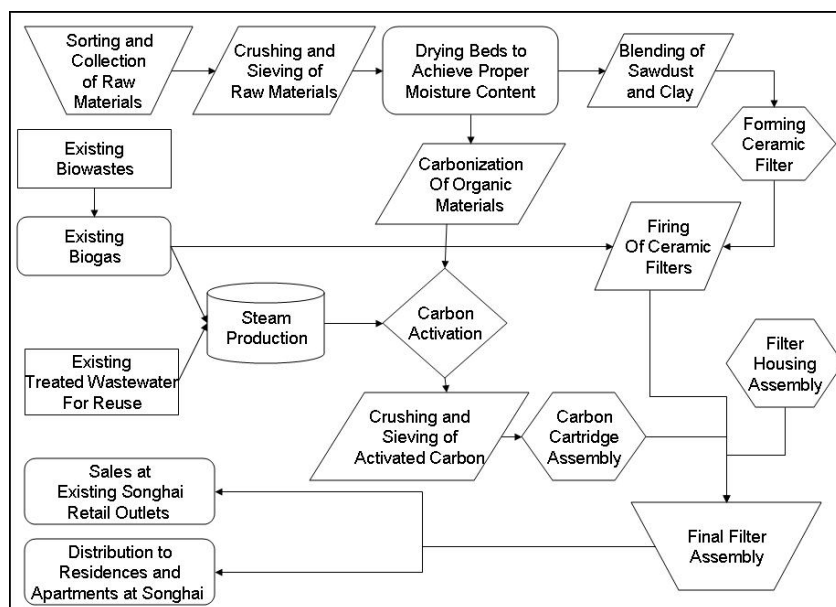 Sorting and
Collection
of Raw
Materials
Crushing and
Sieving of
Raw Materials
Drying Beds to
Achieve Proper
Moisture Content
Blending of
Sawdust
and Clay
Forming
Ceramic
Filter
Existing
Biowastes
Carbonization
Of Organic
Materials
Existing
Biogas
Firing
Of Ceramic
Filters
Steam
Production
Carbon
Activation
Existing
Treated Wastewater
For Reuse
Filter
Housing
Assembly
Crushing and
Sieving of
Activated Carbon
Carbon
Cartridge
Assembly
Sales at
Existing Songhai
Retail Outlets
Final Filter
Assembly
Distribution to
Residences and
Apartments at Songhai